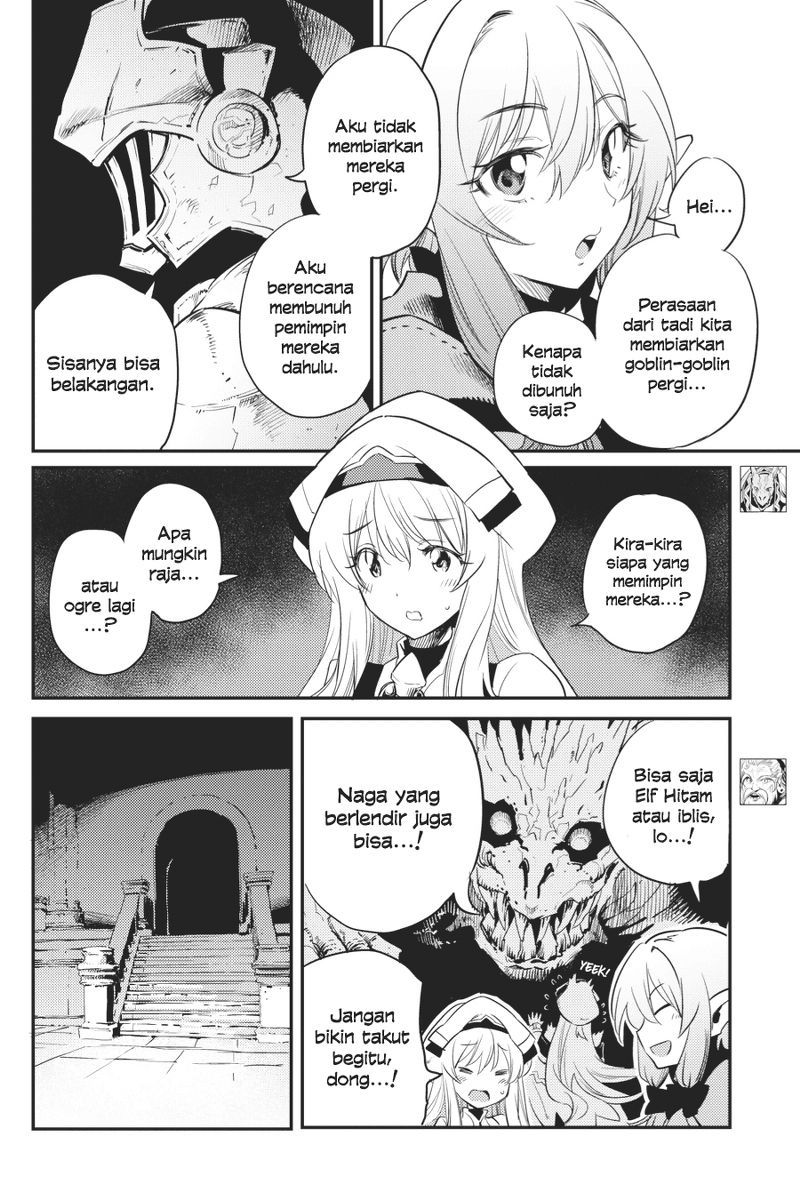 Hei...
Perasaan
dari tadi kita
membiarkan
goblin-goblin
pergi...
Kenapa
tidak
dibunuh
saja?
Aku tidak
membiarkan
mereka
pergi.
Aku
berencana
membunuh
pemimpin
mereka
dahulu.
Sisanya bisa
belakangan.
Kira-kira
siapa yang
memimpin
mereka...?
Apa
mungkin
raja...
atau
ogre lagi
...?
Bisa saja
Elf Hitam
atau iblis,
lo...!
Naga yang
berlendir juga
bisa...!
YEEK!
Jangan
bikin takut
begitu,
dong...!